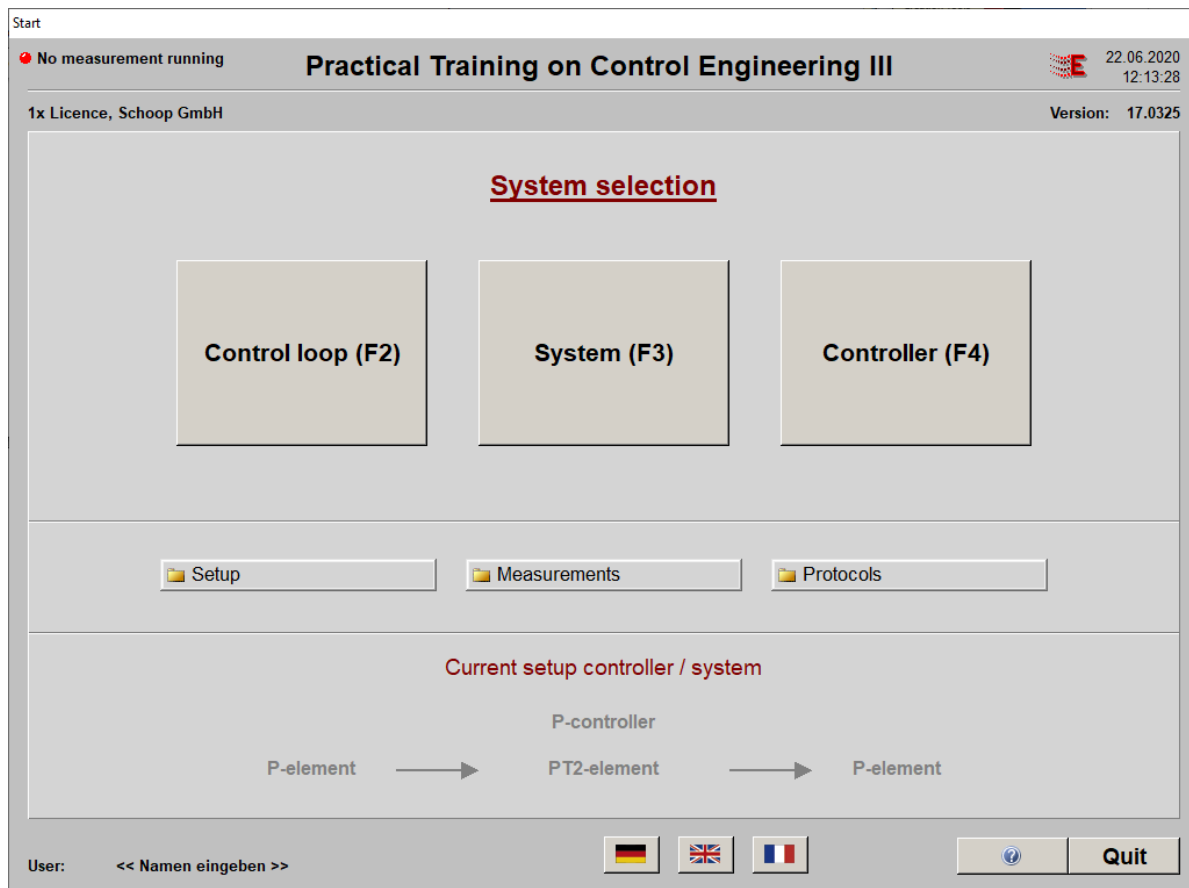 Start
No measurement running
Practical Training on Control Engineering III
E
22.06.2020
12:13:28
1x Licence, Schoop GmbH
Version: 17.0325
System selection
Control loop (F2)
System (F3)
Controller (F4)
Setup
Measurements
Protocols
Current setup controller / system
P-controller
P-element
PT2-element
P-element
User: << Namen eingeben >>
?
Quit